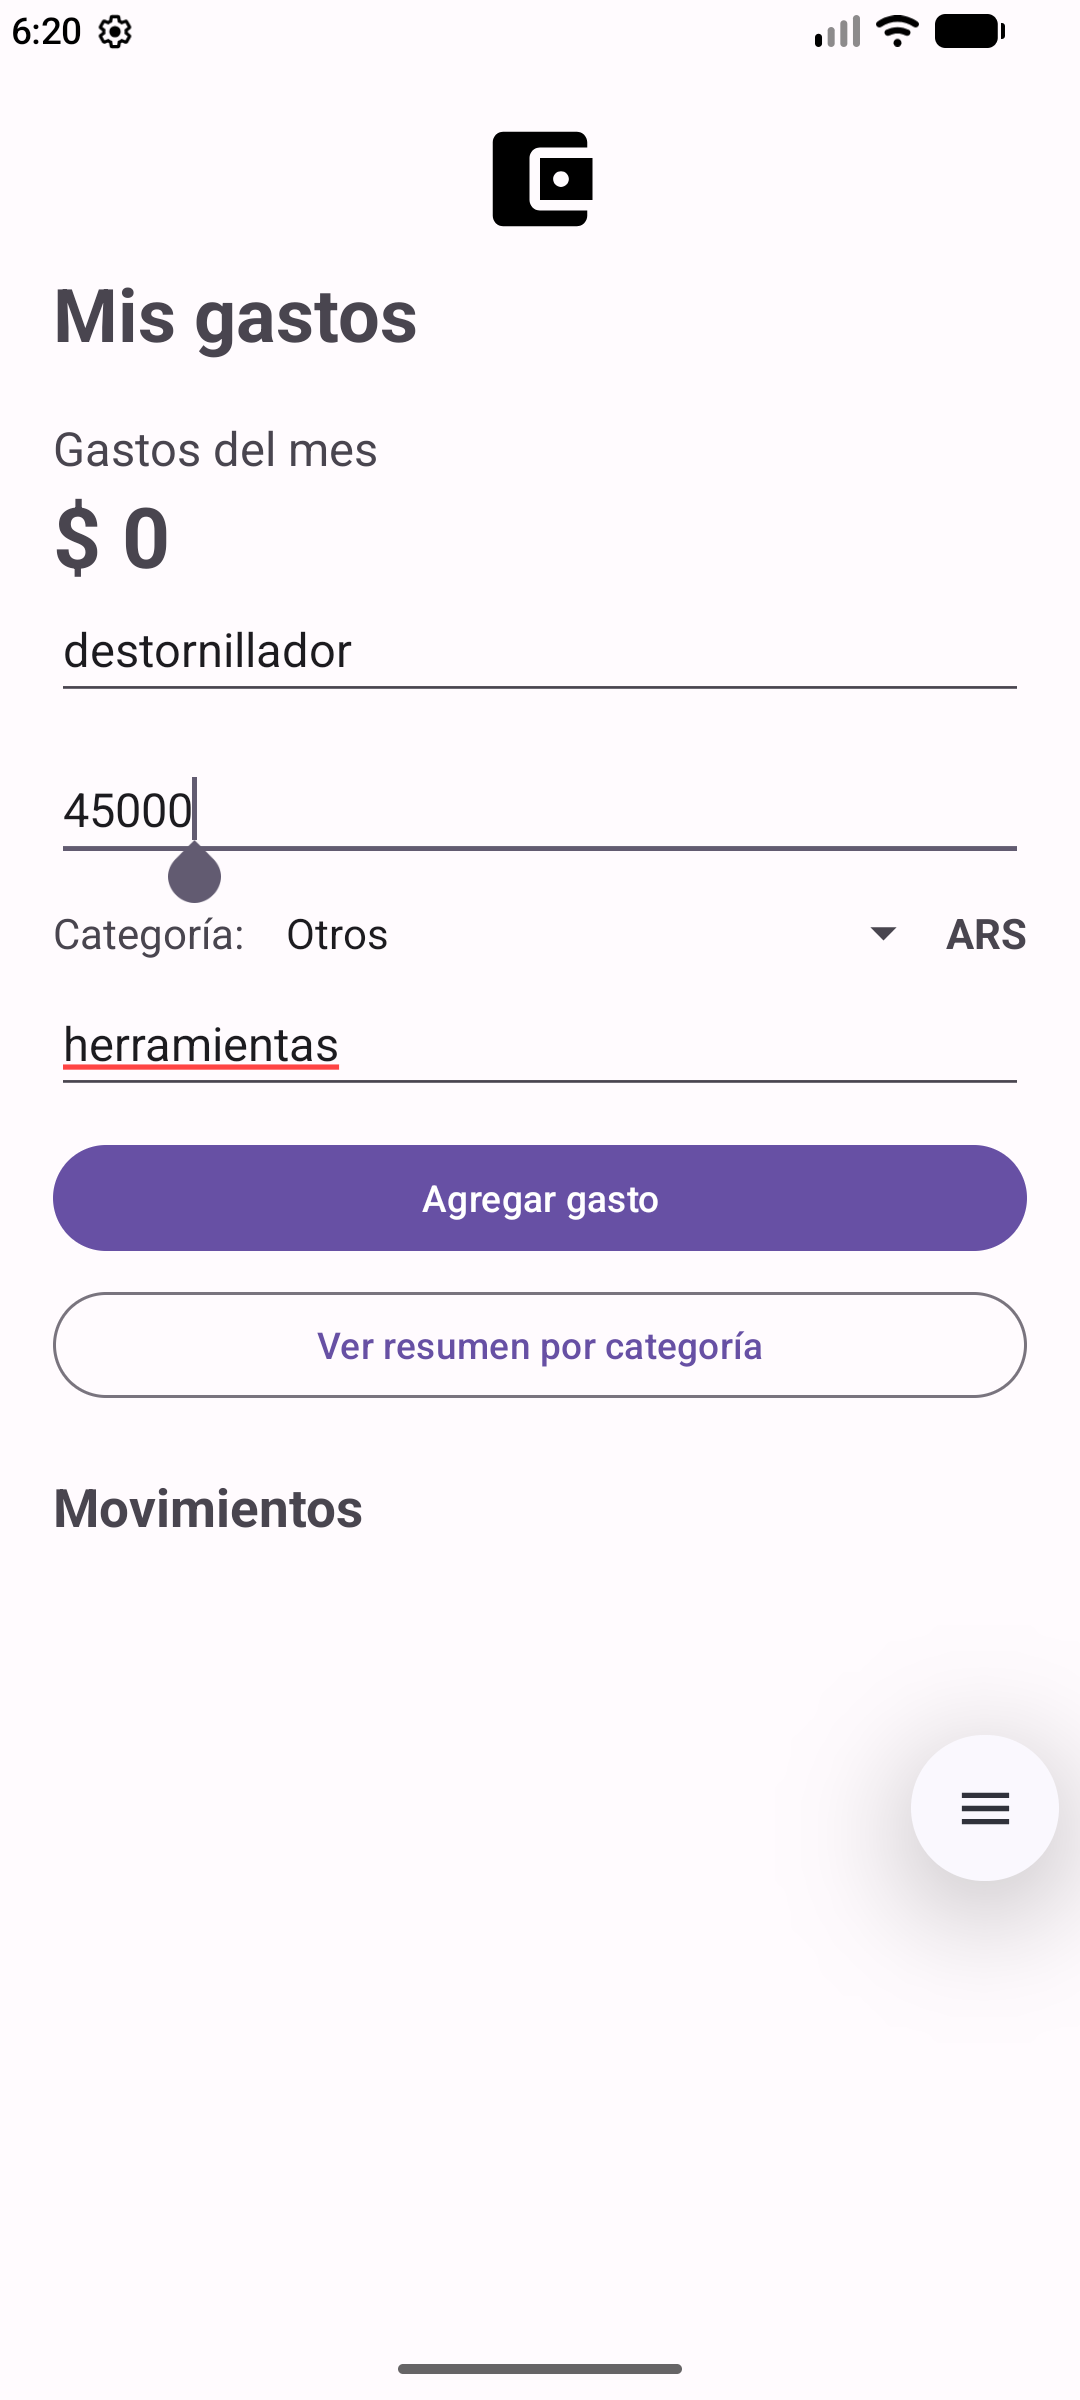 6:20
Mis gastos
Gastos del mes
$ 0
destornillador
45000
Categoría: Otros ARS
herramientas
Agregar gasto
Ver resumen por categoría
Movimientos